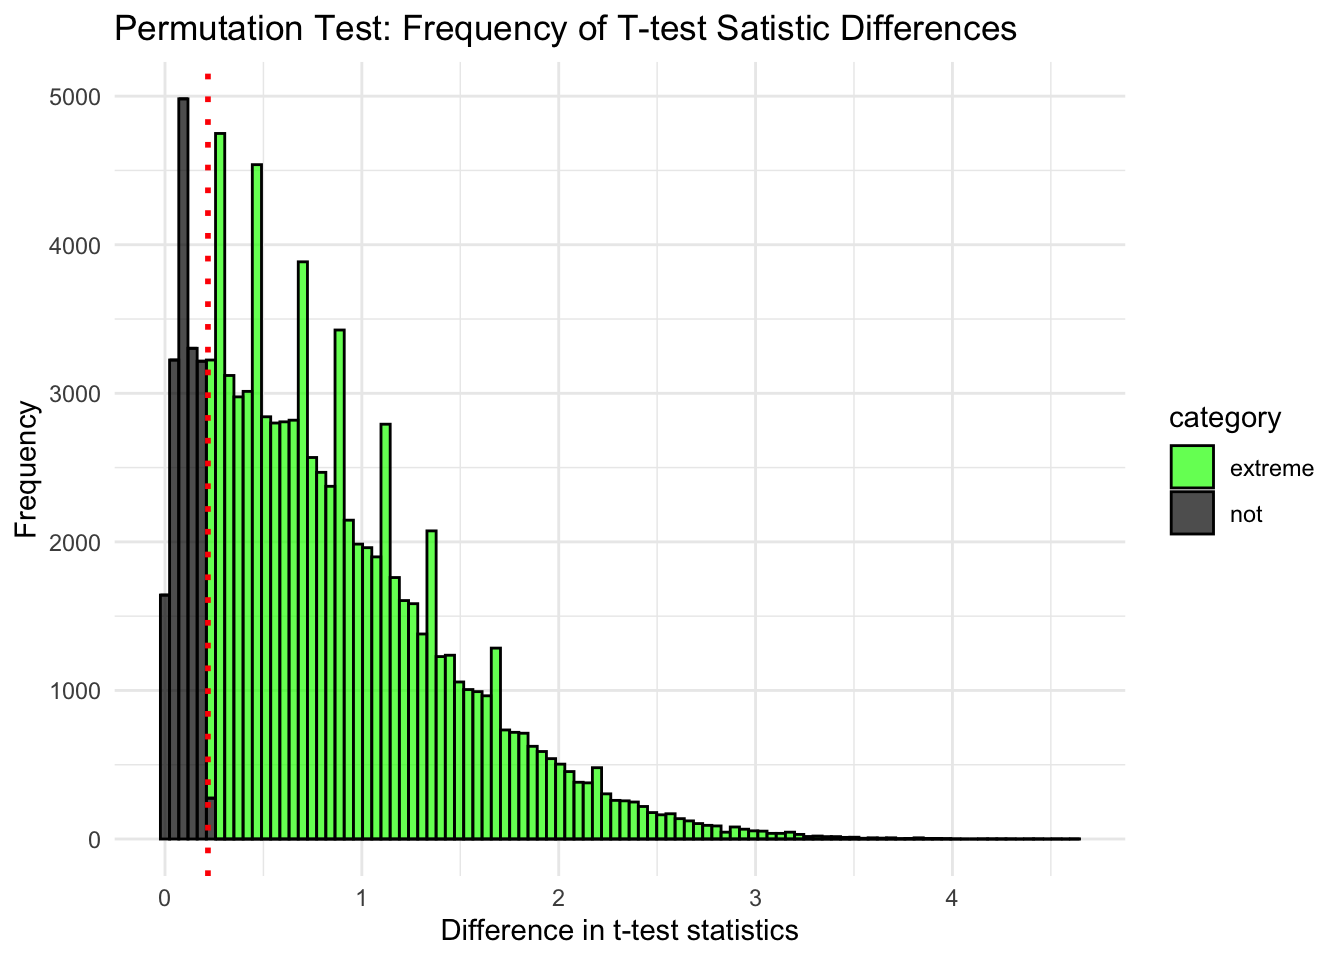 Permutation Test: Frequency of T-test Satistic Differences
5000
4000
3000
2000
1000
0
Frequency
0 1 2 3 4
Difference in t-test statistics
category
extreme
not